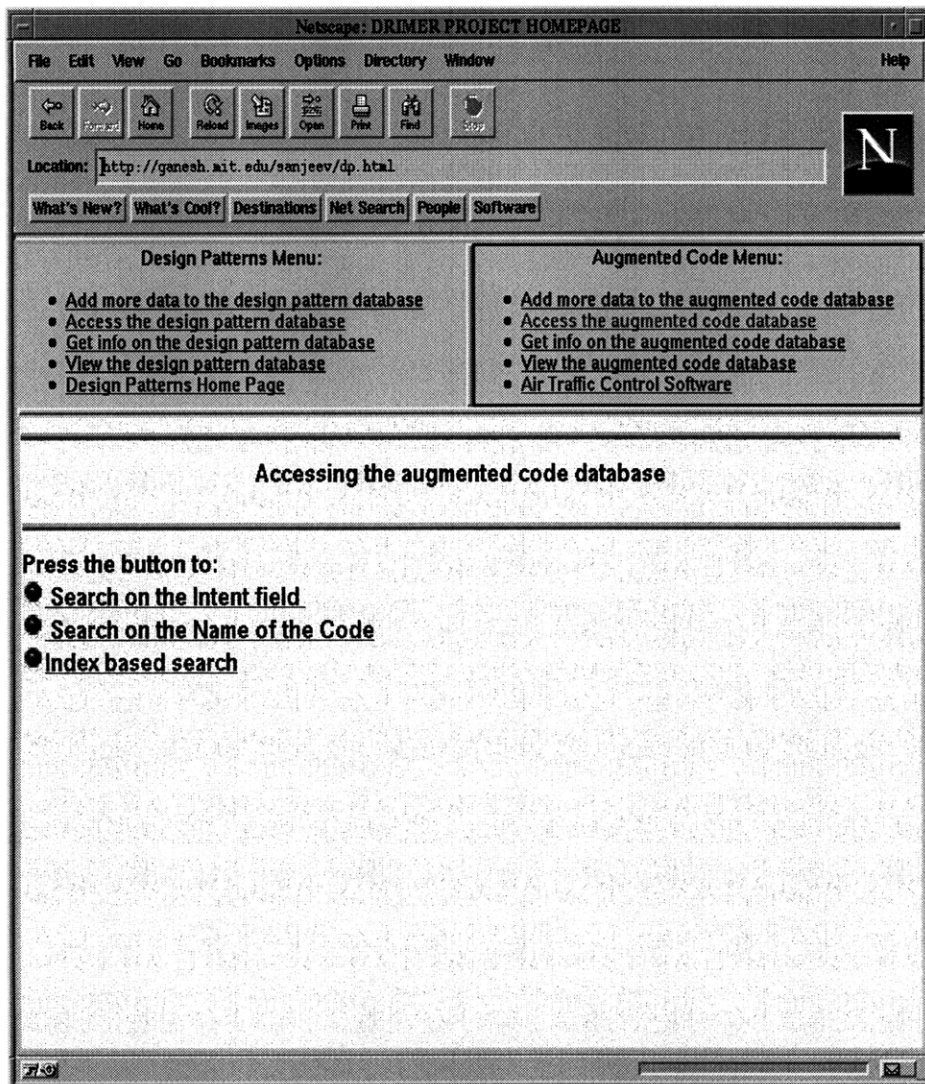 Netscape: DRIMER PROJECT HOMEPAGE
File Edit View Go Bookmarks Options Directory Window Help
Back Forward Home Reload Images Open Print Find Stop
N
Location: http://ganesh.mit.edu/sanjeev/dp.html
What's New? What's Cool? Destinations Net Search People Software
Design Patterns Menu:
• Add more data to the design pattern database
• Access the design pattern database
• Get info on the design pattern database
• View the design pattern database
• Design Patterns Home Page
Augmented Code Menu:
• Add more data to the augmented code database
• Access the augmented code database
• Get info on the augmented code database
• View the augmented code database
• Air Traffic Control Software
Accessing the augmented code database
Press the button to:
Search on the Intent field
Search on the Name of the Code
Index based search